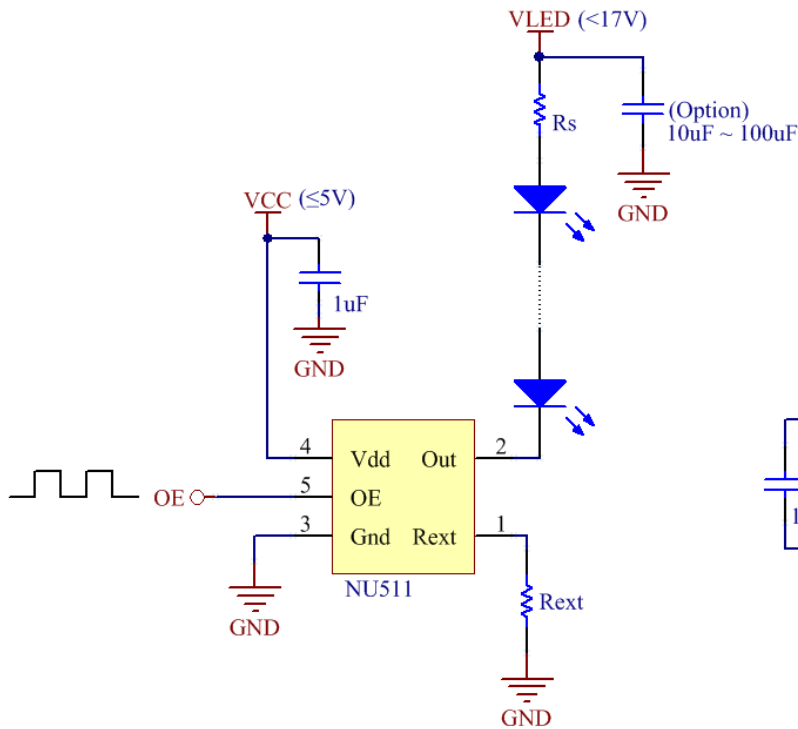 VLED (<17V)
Rs
(Option)
10uF ~ 100uF
GND
VCC (≤5V)
1uF
GND
4 Vdd Out 2
OE 5 OE
3 Gnd Rext 1
NU511
GND
Rext
GND
1